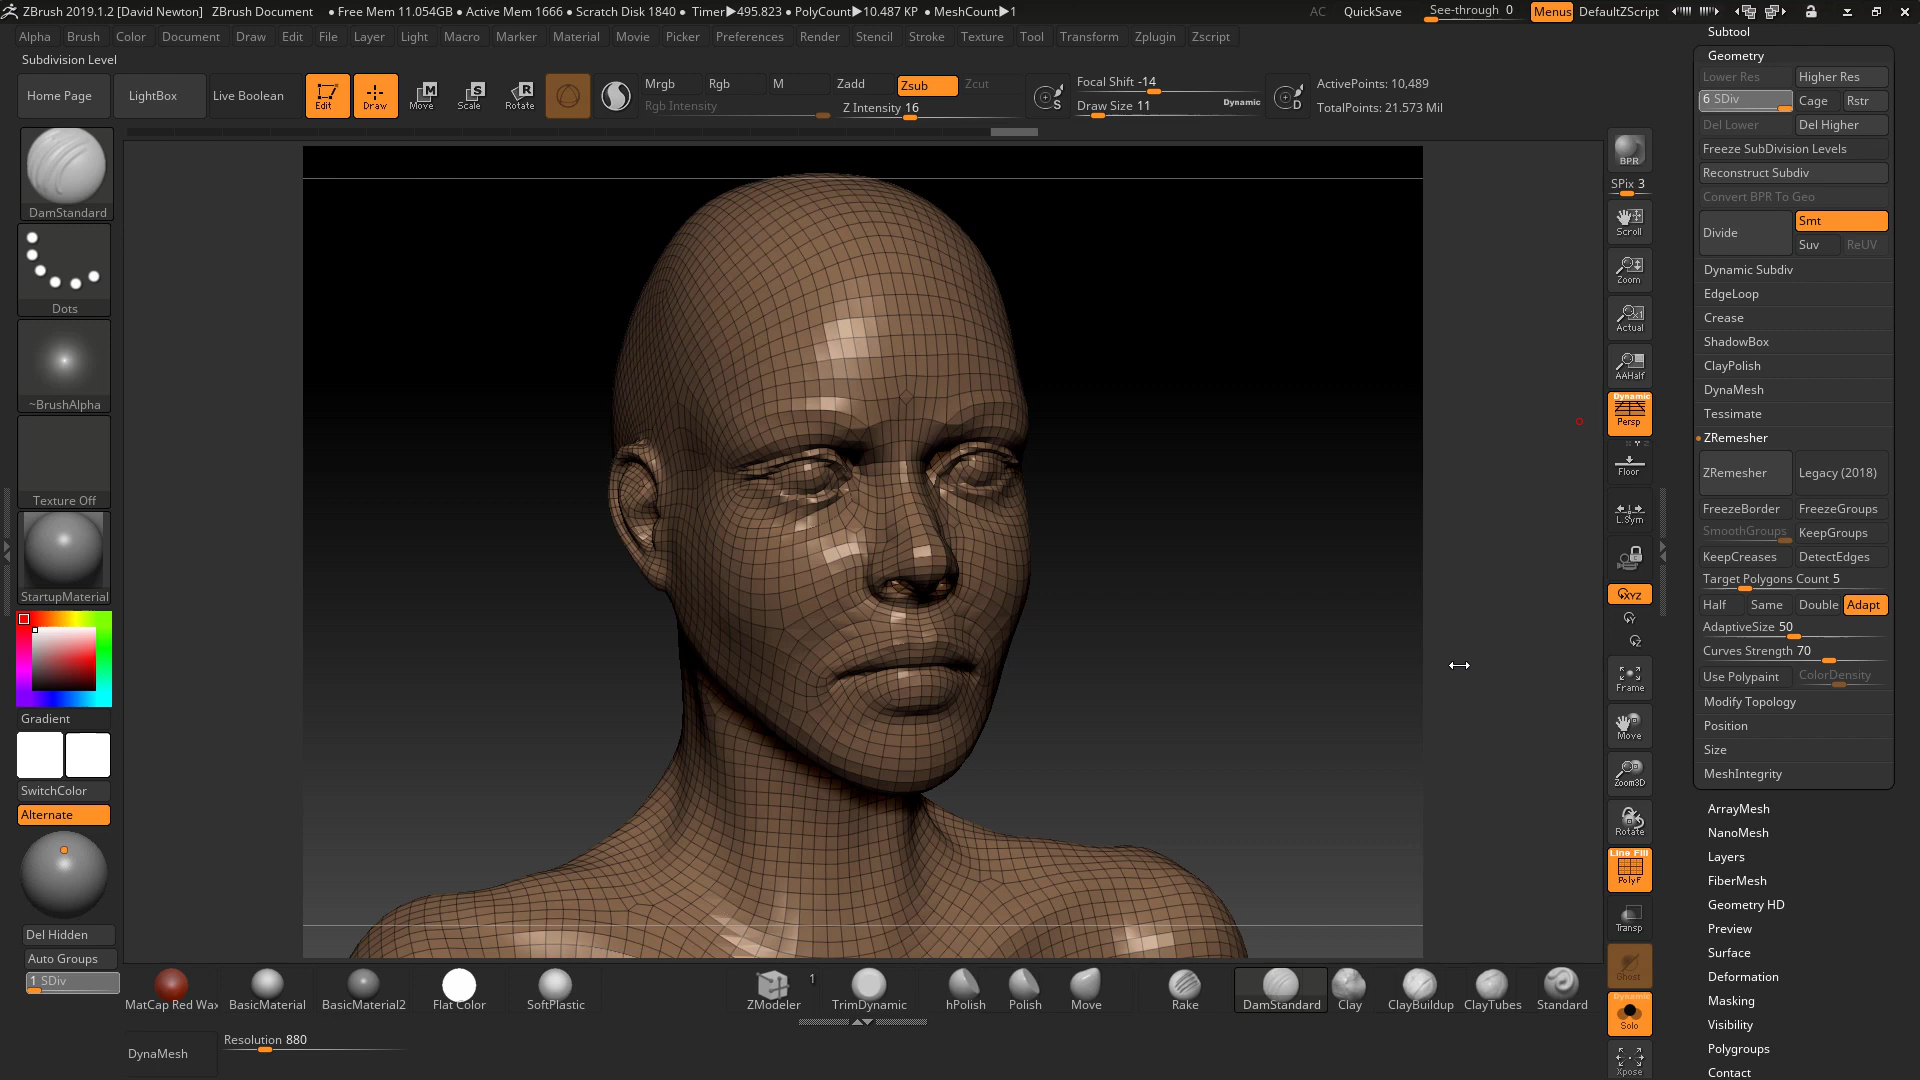 ZBrush 2019.1.2 [David Newton]   ZBrush Document   • Free Mem 11.054GB • Active Mem 1666 • Scratch Disk 1840 •  Timer▶495.823 • PolyCount▶10.487 KP  • MeshCount▶1   AC   QuickSave   See-through 0   Menus   DefaultZScript
Alpha Brush Color Document Draw Edit File Layer Light Macro Marker Material Movie Picker Preferences Render Stencil Stroke Texture Tool Transform Zplugin Zscript
Subdivision Level
Home Page LightBox Live Boolean Edit Draw Move Scale Rotate
M S R
Mrgb Rgb M Zadd Zsub Zcut
Rgb Intensity
Z Intensity 16
S
Focal Shift -14
Draw Size 11
Dynamic
D
ActivePoints: 10,489
TotalPoints: 21.573 Mil
DamStandard
Dots
~BrushAlpha
Texture Off
StartupMaterial
Gradient
SwitchColor
Alternate
Del Hidden
Auto Groups
1 SDiv
BPR
SPix 3
Scroll
Zoom
Actual
AAHalf
Dynamic
Persp
Floor
L.Sym
XYZ
Y
Z
Frame
Move
Zoom3D
Rotate
Line Fill
PolyF
Transp
Ghost
Dynamic
Solo
Xpose
Subtool
Geometry
Lower Res Higher Res
6 SDiv Cage Rstr
Del Lower Del Higher
Freeze SubDivision Levels
Reconstruct Subdiv
Convert BPR To Geo
Divide Smt
Suv ReUV
Dynamic Subdiv
EdgeLoop
Crease
ShadowBox
ClayPolish
DynaMesh
Tessimate
ZRemesher
ZRemesher Legacy (2018)
FreezeBorder FreezeGroups
SmoothGroups KeepGroups
KeepCreases DetectEdges
Target Polygons Count 5
Half Same Double Adapt
AdaptiveSize 50
Curves Strength 70
Use Polypaint ColorDensity
Modify Topology
Position
Size
MeshIntegrity
ArrayMesh
NanoMesh
Layers
FiberMesh
Geometry HD
Preview
Surface
Deformation
Masking
Visibility
Polygroups
Contact
MatCap Red Wax BasicMaterial BasicMaterial2 Flat Color SoftPlastic ZModeler 1 TrimDynamic hPolish Polish Move Rake DamStandard Clay ClayBuildup ClayTubes Standard
DynaMesh
Resolution 880